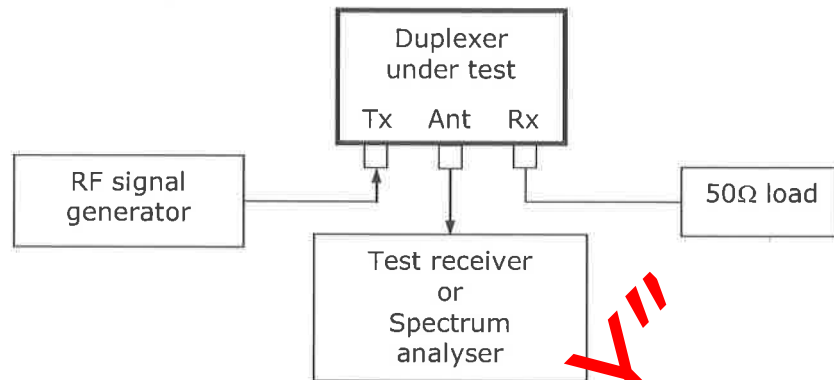 Duplexer
under test
Tx Ant Rx
RF signal
generator
50Ω load
Test receiver
or
Spectrum
analyser
Y"